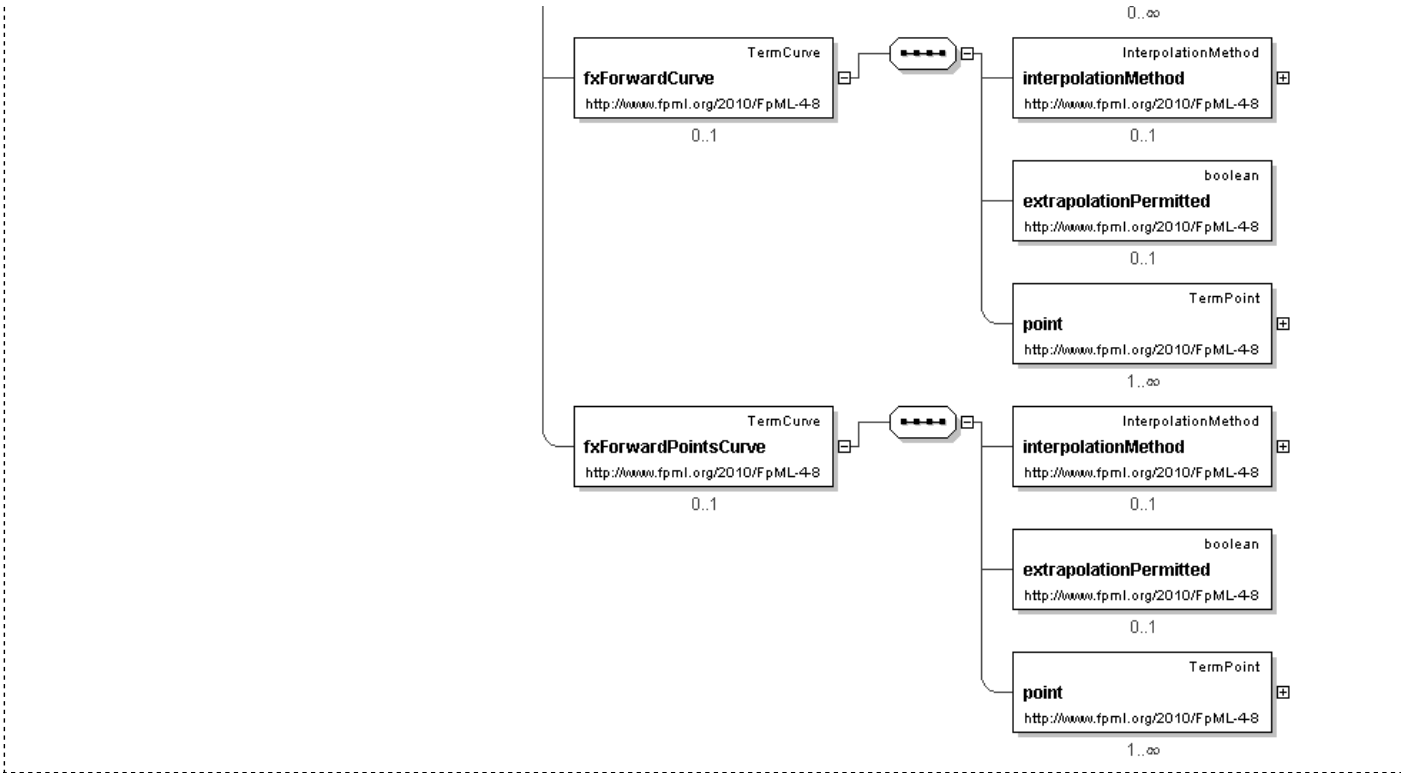 0..∞
TermCurve
fxForwardCurve
http://www.fpml.org/2010/FpML-4-8
0..1
InterpolationMethod
interpolationMethod
http://www.fpml.org/2010/FpML-4-8
0..1
boolean
extrapolationPermitted
http://www.fpml.org/2010/FpML-4-8
0..1
TermPoint
point
http://www.fpml.org/2010/FpML-4-8
1..∞
TermCurve
fxForwardPointsCurve
http://www.fpml.org/2010/FpML-4-8
0..1
InterpolationMethod
interpolationMethod
http://www.fpml.org/2010/FpML-4-8
0..1
boolean
extrapolationPermitted
http://www.fpml.org/2010/FpML-4-8
0..1
TermPoint
point
http://www.fpml.org/2010/FpML-4-8
1..∞